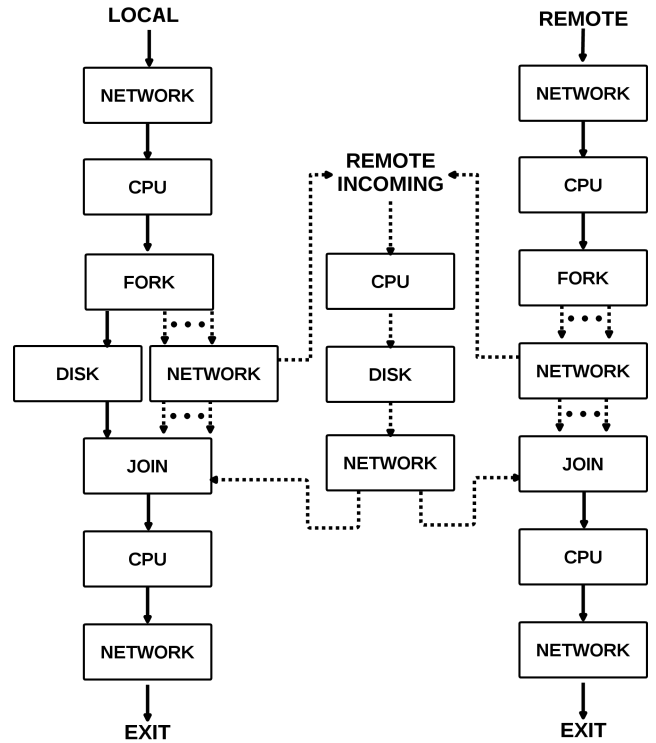 LOCAL
NETWORK
CPU
FORK
DISK
NETWORK
JOIN
CPU
NETWORK
EXIT
REMOTE
INCOMING
CPU
DISK
NETWORK
REMOTE
NETWORK
CPU
FORK
NETWORK
JOIN
CPU
NETWORK
EXIT